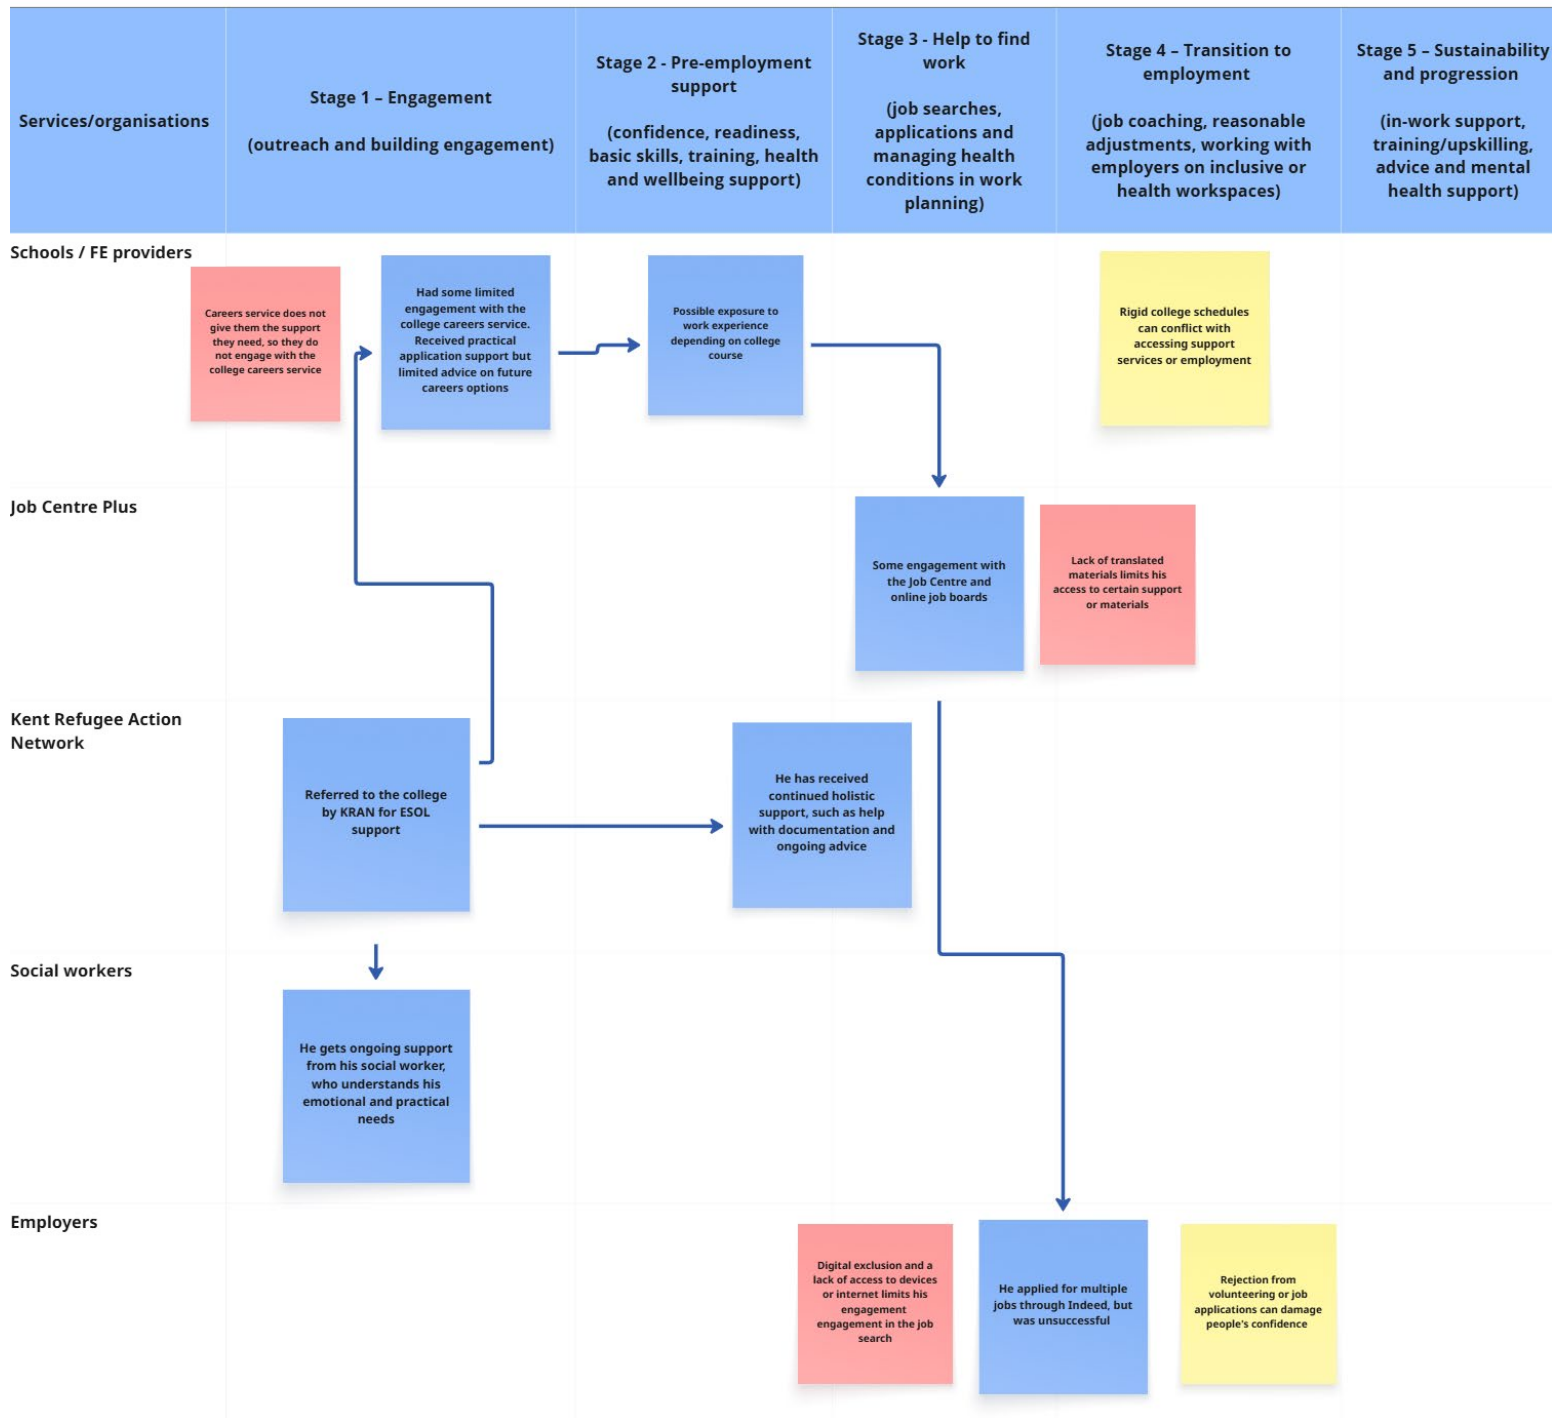 Services/organisations
Stage 1 – Engagement
(outreach and building engagement)
Stage 2 - Pre-employment
support
(confidence, readiness,
basic skills, training, health
and wellbeing support)
Stage 3 - Help to find
work
(job searches,
applications and
managing health
conditions in work
planning)
Stage 4 – Transition to
employment
(job coaching, reasonable
adjustments, working with
employers on inclusive or
health workspaces)
Stage 5 – Sustainability
and progression
(in-work support,
training/upskilling,
advice and mental
health support)
Schools / FE providers
Careers service does not
give them the support
they need, so they do
not engage with the
college careers service
Had some limited
engagement with the
college careers service.
Received practical
application support but
limited advice on future
careers options
Possible exposure to
work experience
depending on college
course
Rigid college schedules
can conflict with
accessing support
services or employment
Job Centre Plus
Some engagement with
the Job Centre and
online job boards
Lack of translated
materials limits his
access to certain support
or materials
Kent Refugee Action
Network
Referred to the college
by KRAN for ESOL
support
He has received
continued holistic
support, such as help
with documentation and
ongoing advice
Social workers
He gets ongoing support
from his social worker,
who understands his
emotional and practical
needs
Employers
Digital exclusion and a
lack of access to devices
or internet limits his
engagement
engagement in the job
search
He applied for multiple
jobs through Indeed, but
was unsuccessful
Rejection from
volunteering or job
applications can damage
people's confidence